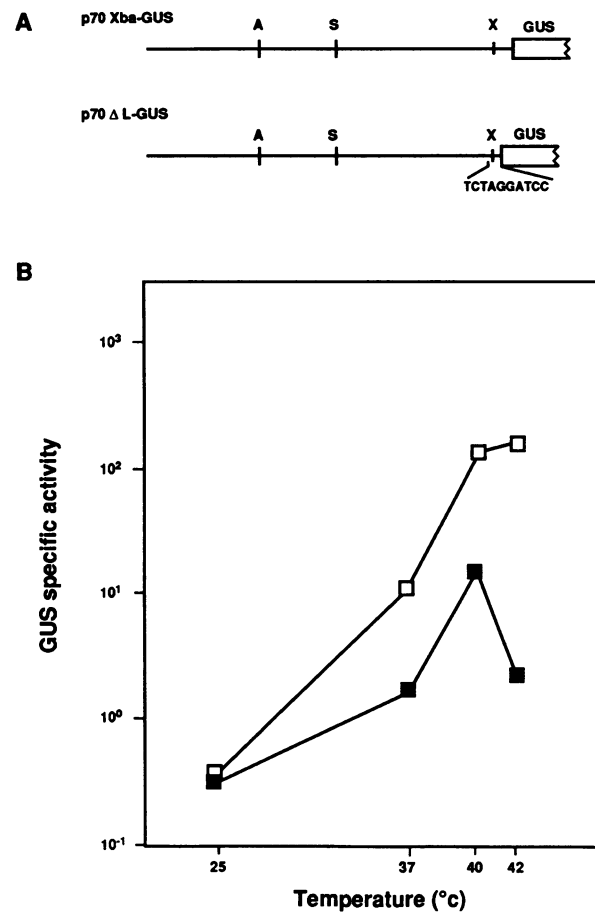 A
p70 Xba-GUS
A S X GUS
p70 Δ L-GUS
A S X GUS
TCTAGGATCC
B
10³
10²
10¹
10⁰
10⁻¹
GUS specific activity
25 37 40 42
Temperature (°c)